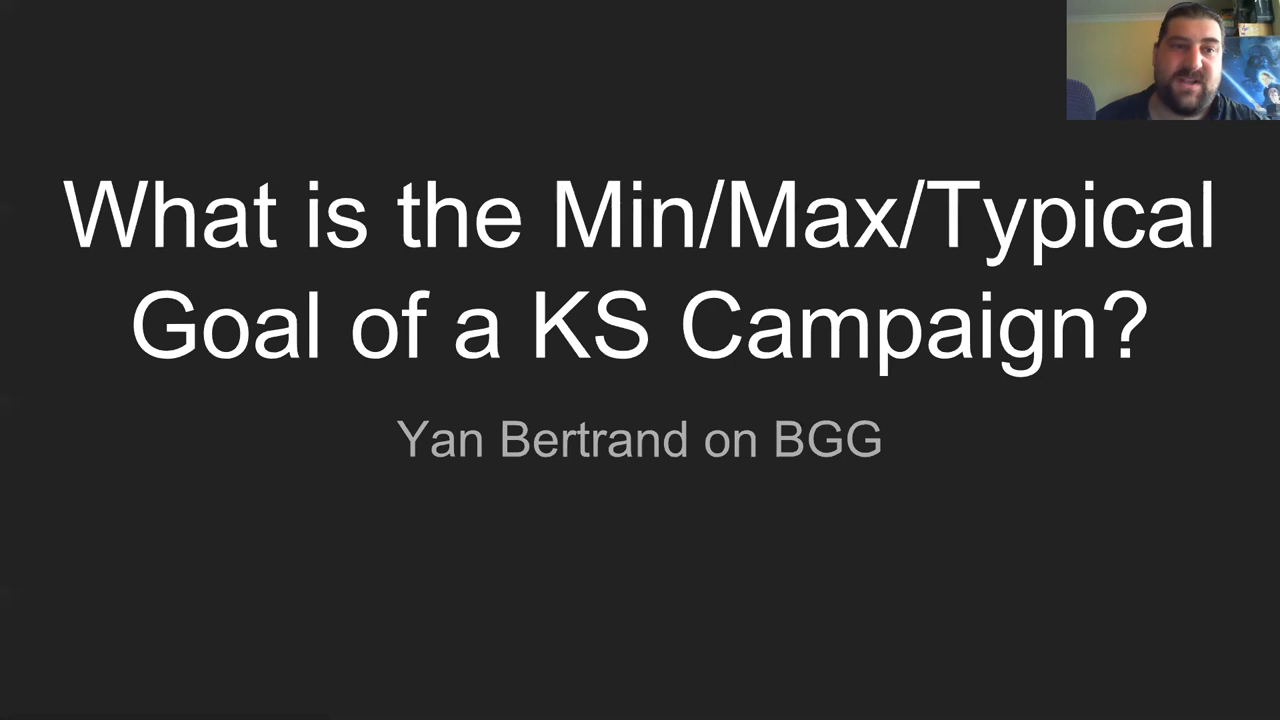 What is the Min/Max/Typical
Goal of a KS Campaign?
Yan Bertrand on BGG